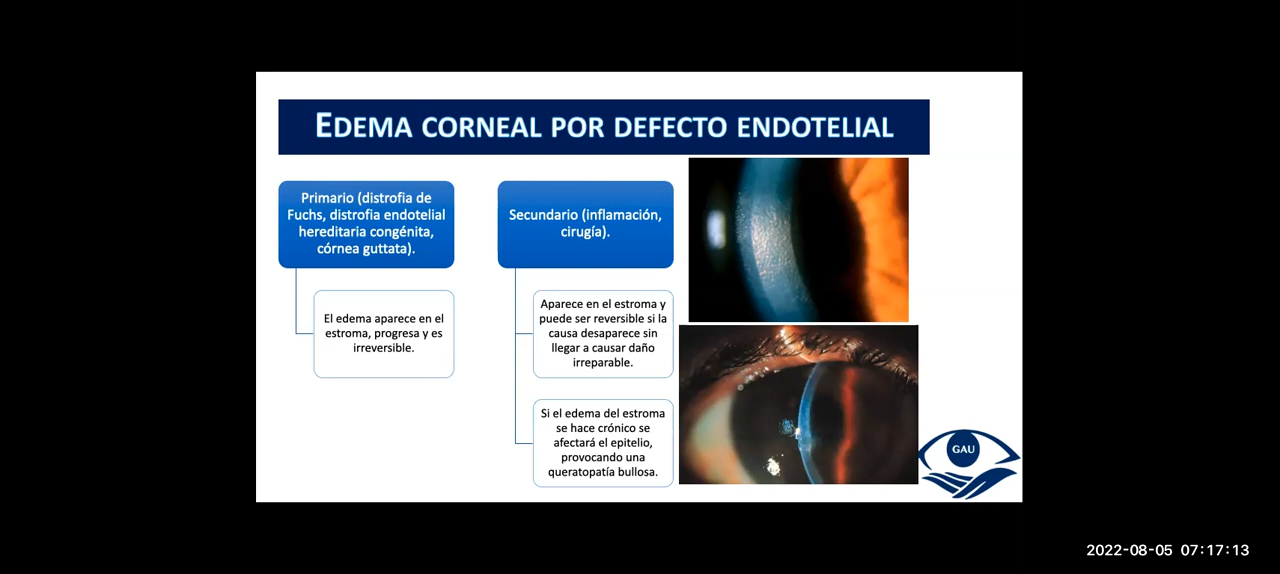 EDEMA CORNEAL POR DEFECTO ENDOTELIAL
Primario (distrofia de
Fuchs, distrofia endotelial
hereditaria congénita,
córnea guttata).
El edema aparece en el
estroma, progresa y es
irreversible.
Secundario (inflamación,
cirugía).
Aparece en el estroma y
puede ser reversible si la
causa desaparece sin
llegar a causar daño
irreparable.
Si el edema del estroma
se hace crónico se
afectará el epitelio,
provocando una
queratopatía bullosa.
GAU
2022-08-05 07:17:13